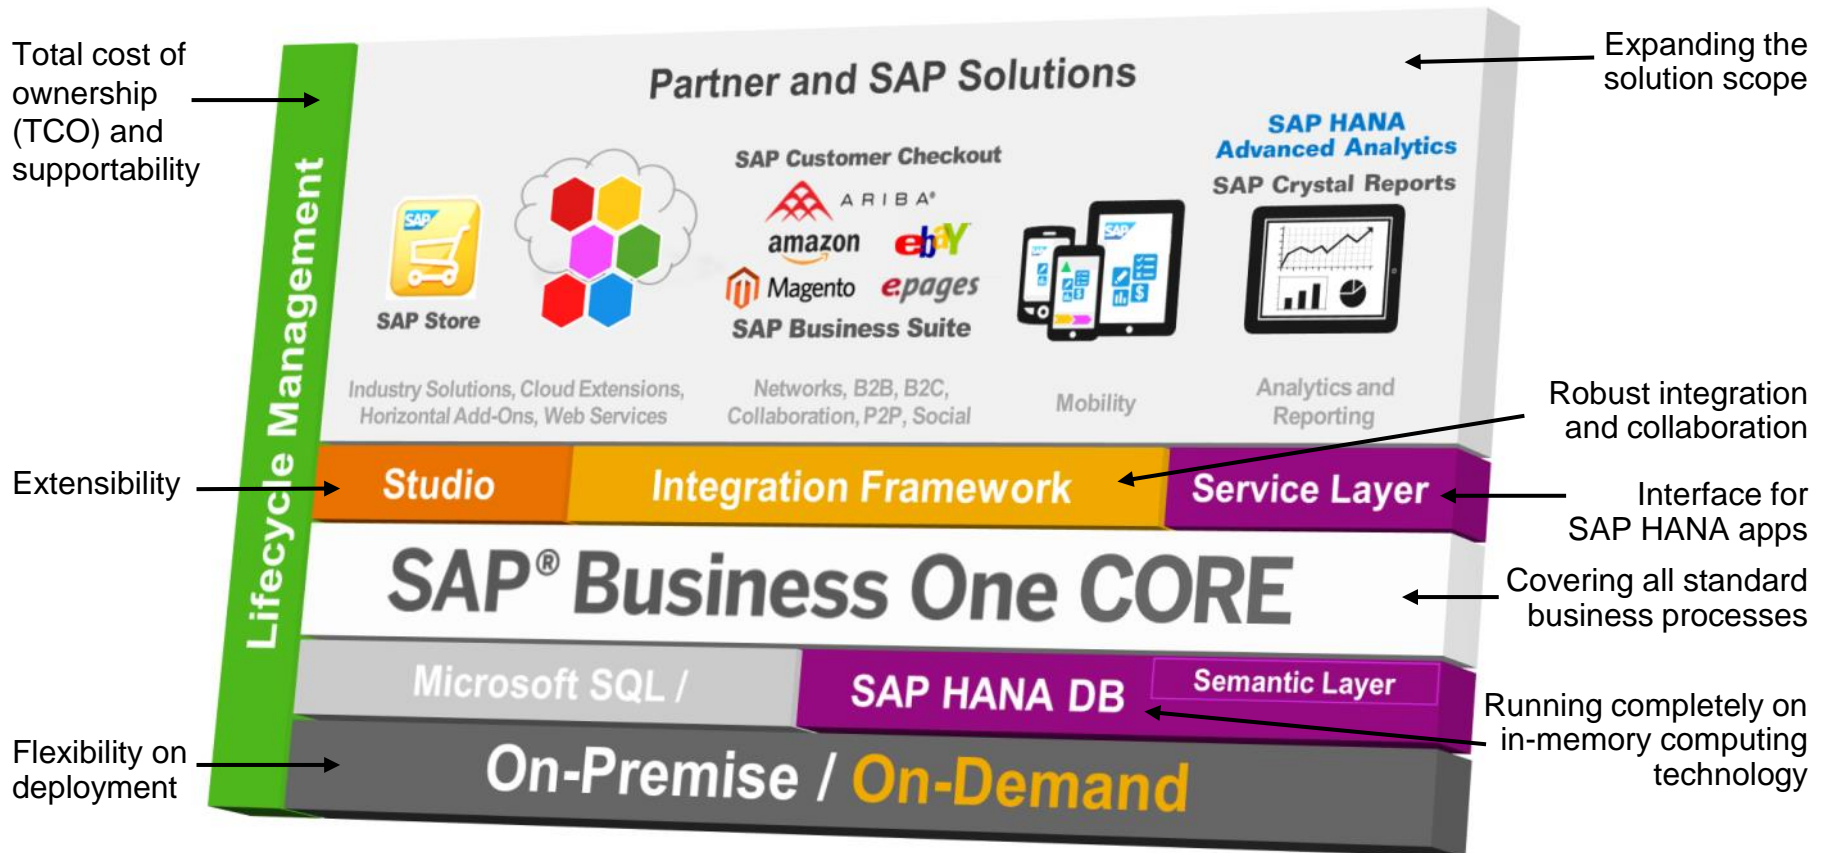 Total cost of
ownership
(TCO) and
supportability
Extensibility
Flexibility on
deployment
Lifecycle Management
Partner and SAP Solutions
SAP
SAP Store
Industry Solutions, Cloud Extensions,
Horizontal Add-Ons, Web Services
SAP Customer Checkout
ARIBA®
amazon
ebaY
Magento
e.pages
SAP Business Suite
Networks, B2B, B2C,
Collaboration, P2P, Social
SAP
Mobility
SAP HANA
Advanced Analytics
SAP Crystal Reports
Analytics and
Reporting
Studio
Integration Framework
Service Layer
SAP® Business One CORE
Microsoft SQL /
SAP HANA DB
Semantic Layer
On-Premise / On-Demand
Expanding the
solution scope
Robust integration
and collaboration
Interface for
SAP HANA apps
Covering all standard
business processes
Running completely on
in-memory computing
technology